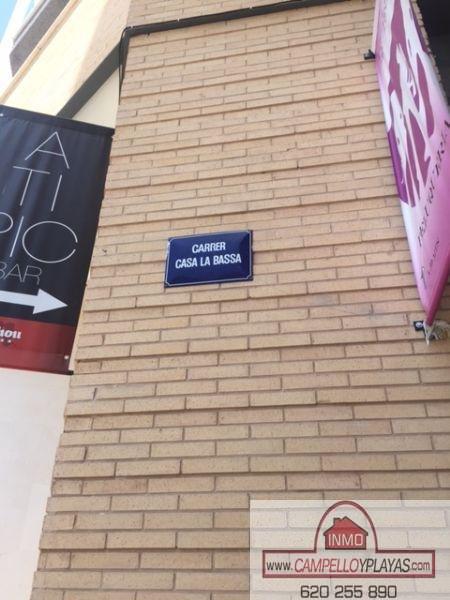 A
TI
PIC
BAR
CARRER
CASA LA BASSA
INMO
www.CAMPELLOYPLAYAS.com
620 255 890